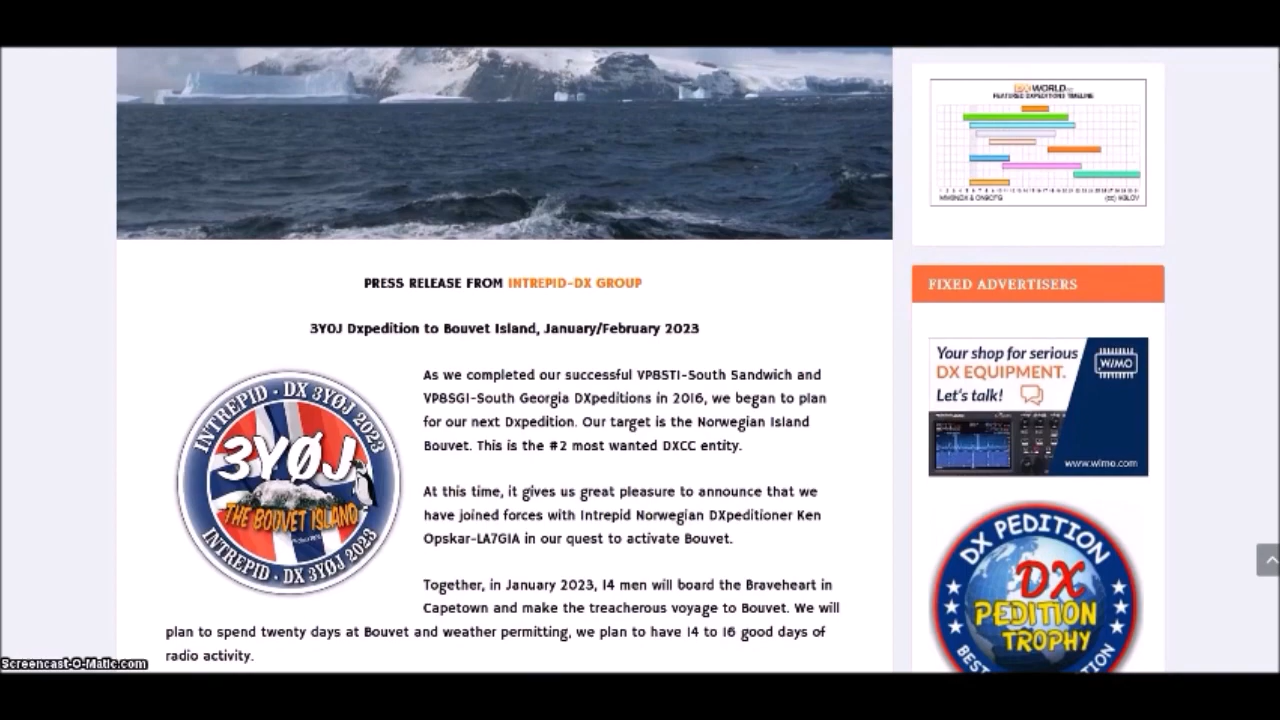 PRESS RELEASE FROM INTREPID-DX GROUP
3Y0J Dxpedition to Bouvet Island, January/February 2023
As we completed our successful VP8STI-South Sandwich and
VP8SGI-South Georgia DXpeditions in 2016, we began to plan
for our next Dxpedition. Our target is the Norwegian Island
Bouvet. This is the #2 most wanted DXCC entity.
At this time, it gives us great pleasure to announce that we
have joined forces with Intrepid Norwegian DXpeditioner Ken
Opskar-LA7GIA in our quest to activate Bouvet.
Together, in January 2023, 14 men will board the Braveheart in
Capetown and make the treacherous voyage to Bouvet. We will
plan to spend twenty days at Bouvet and weather permitting, we plan to have 14 to 16 good days of
radio activity.
INTREPID - DX 3YØJ 2023
3YØJ
THE BOUVET ISLAND
INTREPID - DX 3YØJ 2023
DX WORLD
FEATURED DXPEDITIONS TIMELINE
FIXED ADVERTISERS
Your shop for serious
DX EQUIPMENT.
Let's talk!
WiMO
www.wimo.com
DX PEDITION
DX
PEDITION
TROPHY
Screencast-O-Matic.com